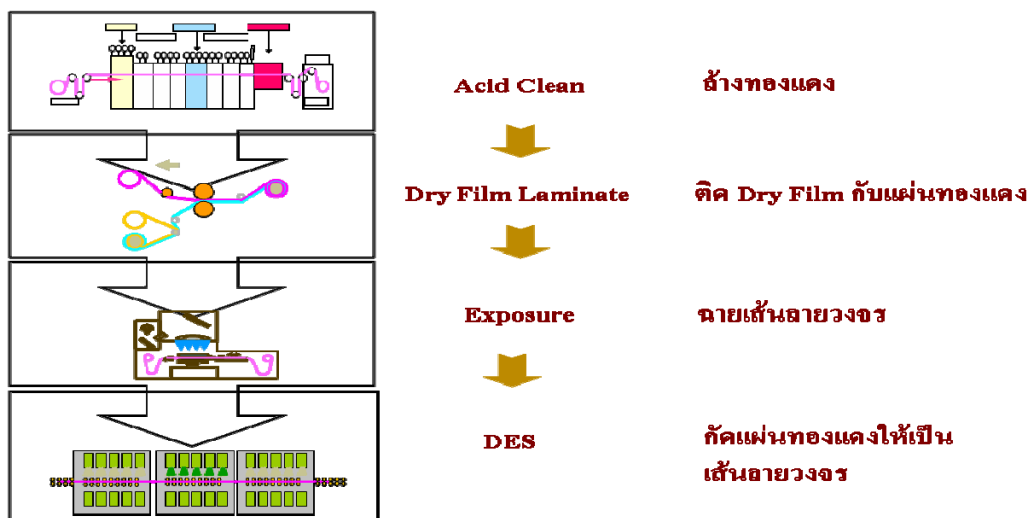 Acid Clean ล้างทองแดง
Dry Film Laminate ติด Dry Film กับแผ่นทองแดง
Exposure ฉายเส้นลายวงจร
DES กัดแผ่นทองแดงให้เป็น
เส้นลายวงจร